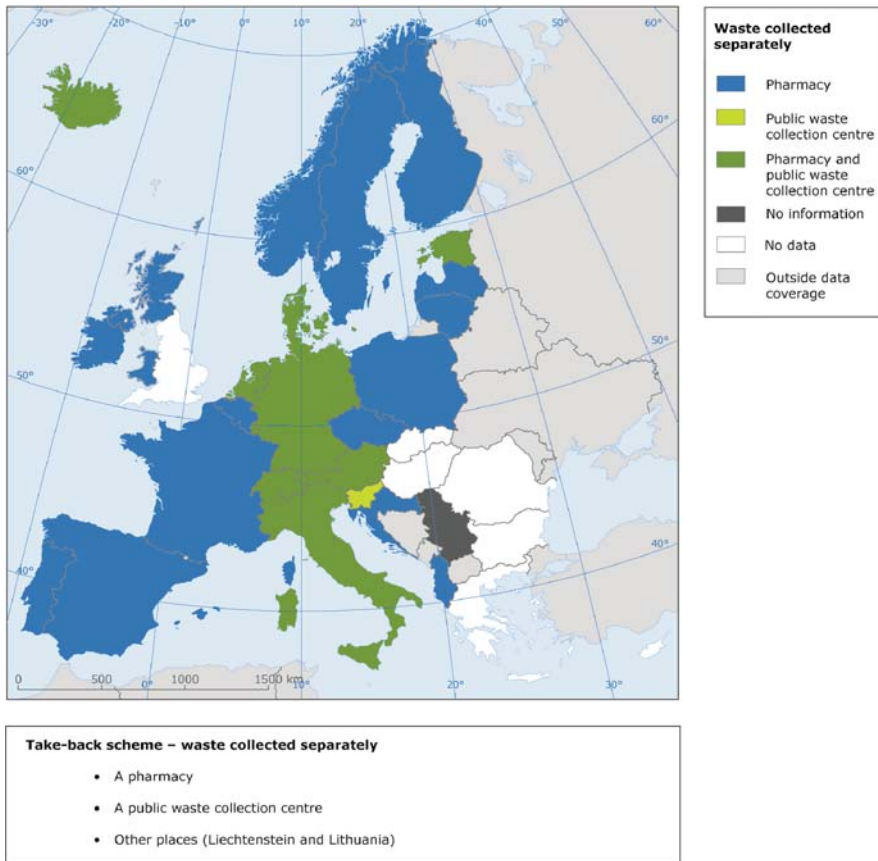 -30°
-20°
-10°
0°
10°
20°
30°
40°
50°
60°
60°
60°
50°
50°
40°
40°
0
500
1000
1500 km
0°
10°
20°
30°
Waste collected
separately
Pharmacy
Public waste
collection centre
Pharmacy and
public waste
collection centre
No information
No data
Outside data
coverage
Take-back scheme – waste collected separately
• A pharmacy
• A public waste collection centre
• Other places (Liechtenstein and Lithuania)